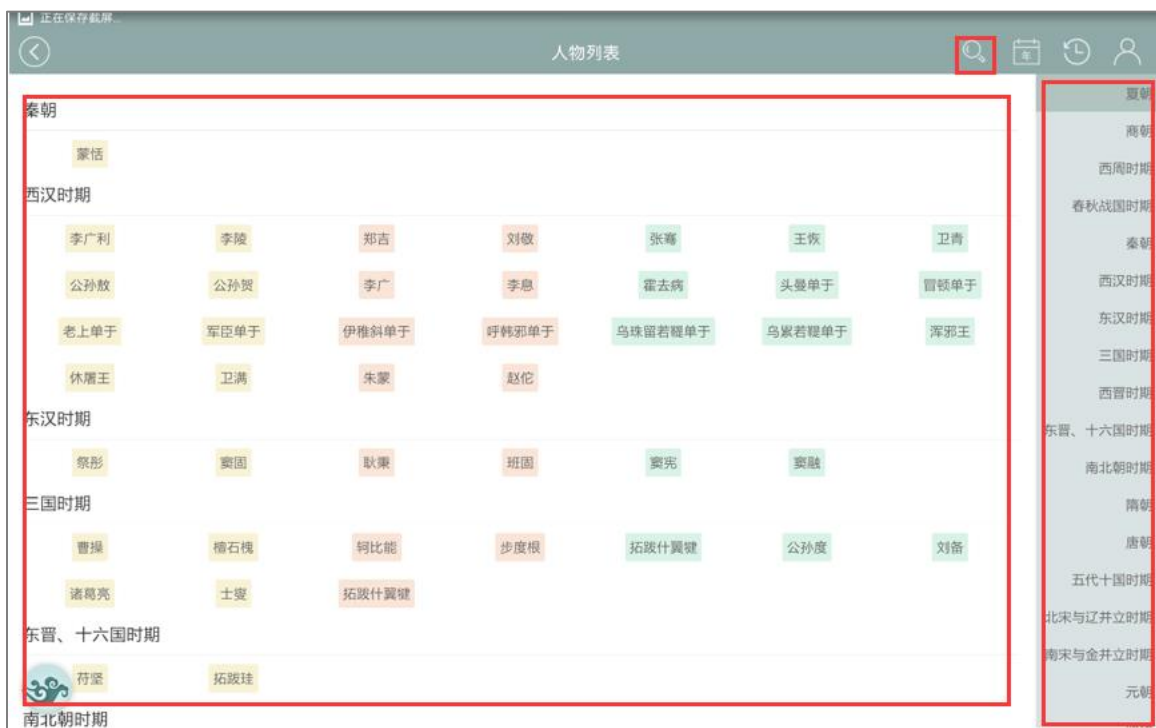 正在保存截屏...
人物列表
年
秦朝
蒙恬
西汉时期
李广利 李陵 郑吉 刘敬 张骞 王恢 卫青
公孙敖 公孙贺 李广 李息 霍去病 头曼单于 冒顿单于
老上单于 军臣单于 伊稚斜单于 呼韩邪单于 乌珠留若鞮单于 乌累若鞮单于 浑邪王
休屠王 卫满 朱蒙 赵佗
东汉时期
祭彤 窦固 耿秉 班固 窦宪 窦融
三国时期
曹操 檀石槐 轲比能 步度根 拓跋什翼犍 公孙度 刘备
诸葛亮 士燮 拓跋什翼犍
东晋、十六国时期
苻坚 拓跋珪
南北朝时期
夏朝
商朝
西周时期
春秋战国时期
秦朝
西汉时期
东汉时期
三国时期
西晋时期
东晋、十六国时期
南北朝时期
隋朝
唐朝
五代十国时期
北宋与辽并立时期
南宋与金并立时期
元朝